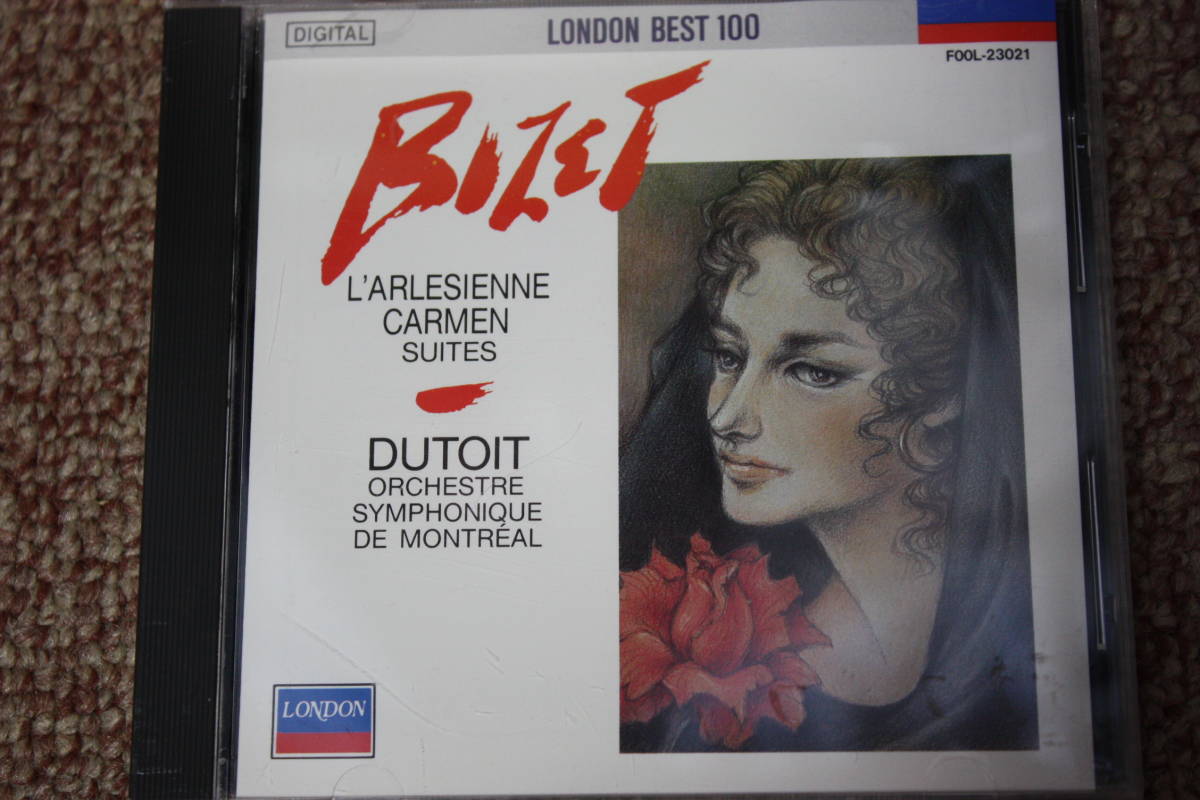 DIGITAL
LONDON BEST 100
F00L-23021
BIZET
L'ARLESIENNE
CARMEN
SUITES
DUTOIT
ORCHESTRE
SYMPHONIQUE
DE MONTRÉAL
LONDON